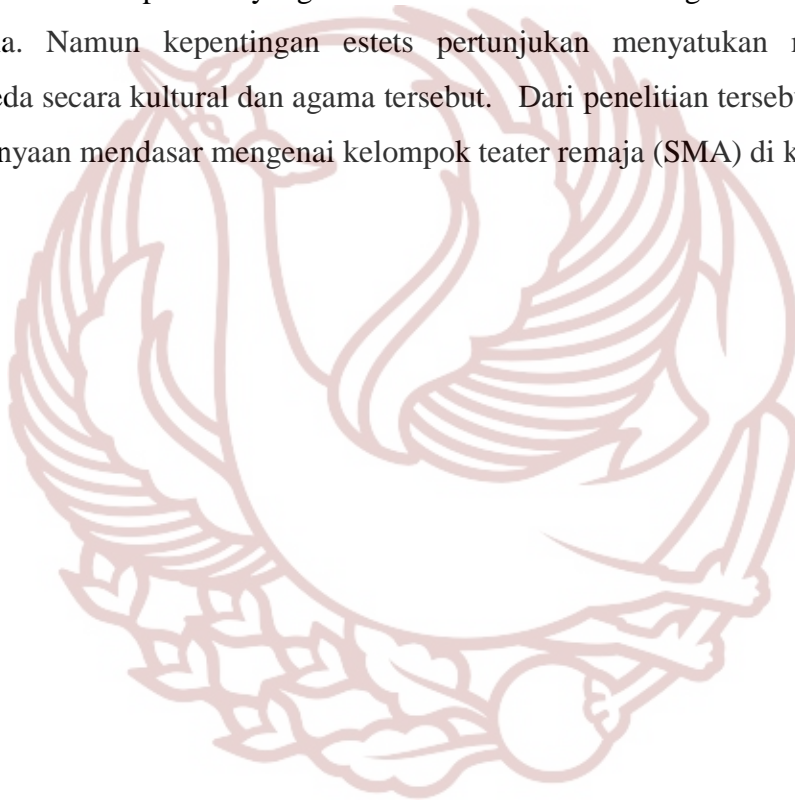 a. Namun kepentingan estets pertunjukan menyatukan
eda secara kultural dan agama tersebut. Dari penelitian terseb
nyaan mendasar mengenai kelompok teater remaja (SMA) di k